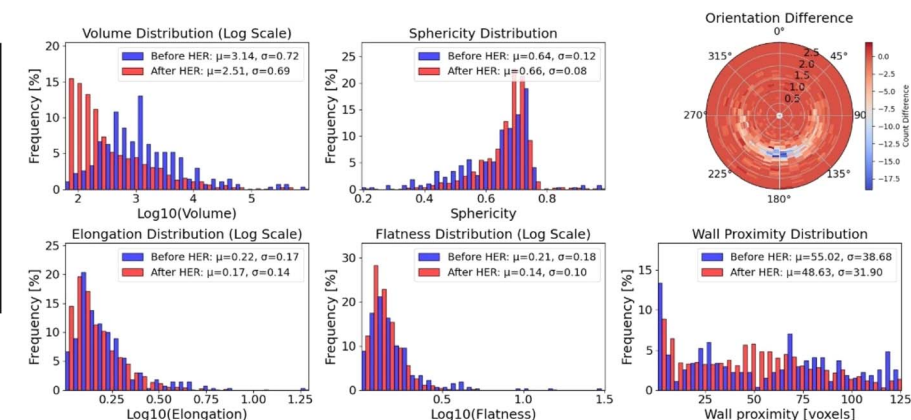 Volume Distribution (Log Scale)
Before HER: μ=3.14, σ=0.72
After HER: μ=2.51, σ=0.69
Frequency [%]
20
15
10
5
0
2
3
4
5
Log10(Volume)
Sphericity Distribution
Before HER: μ=0.64, σ=0.12
After HER: μ=0.66, σ=0.08
Frequency [%]
25
20
15
10
5
0
0.2
0.4
0.6
0.8
Sphericity
Orientation Difference
0°
45°
90
135°
180°
225°
270°
315°
2.5
2.0
1.5
1.0
0.5
0.0
−2.5
−5.0
−7.5
−10.0
−12.5
−15.0
−17.5
Count Difference
Elongation Distribution (Log Scale)
Before HER: μ=0.22, σ=0.17
After HER: μ=0.17, σ=0.14
Frequency [%]
25
20
15
10
5
0
0.25
0.50
0.75
1.00
1.25
Log10(Elongation)
Flatness Distribution (Log Scale)
Before HER: μ=0.21, σ=0.18
After HER: μ=0.14, σ=0.10
Frequency [%]
30
20
10
0
0.5
1.0
1.5
Log10(Flatness)
Wall Proximity Distribution
Before HER: μ=55.02, σ=38.68
After HER: μ=48.63, σ=31.90
Frequency [%]
15
10
5
0
25
50
75
100
125
Wall proximity [voxels]